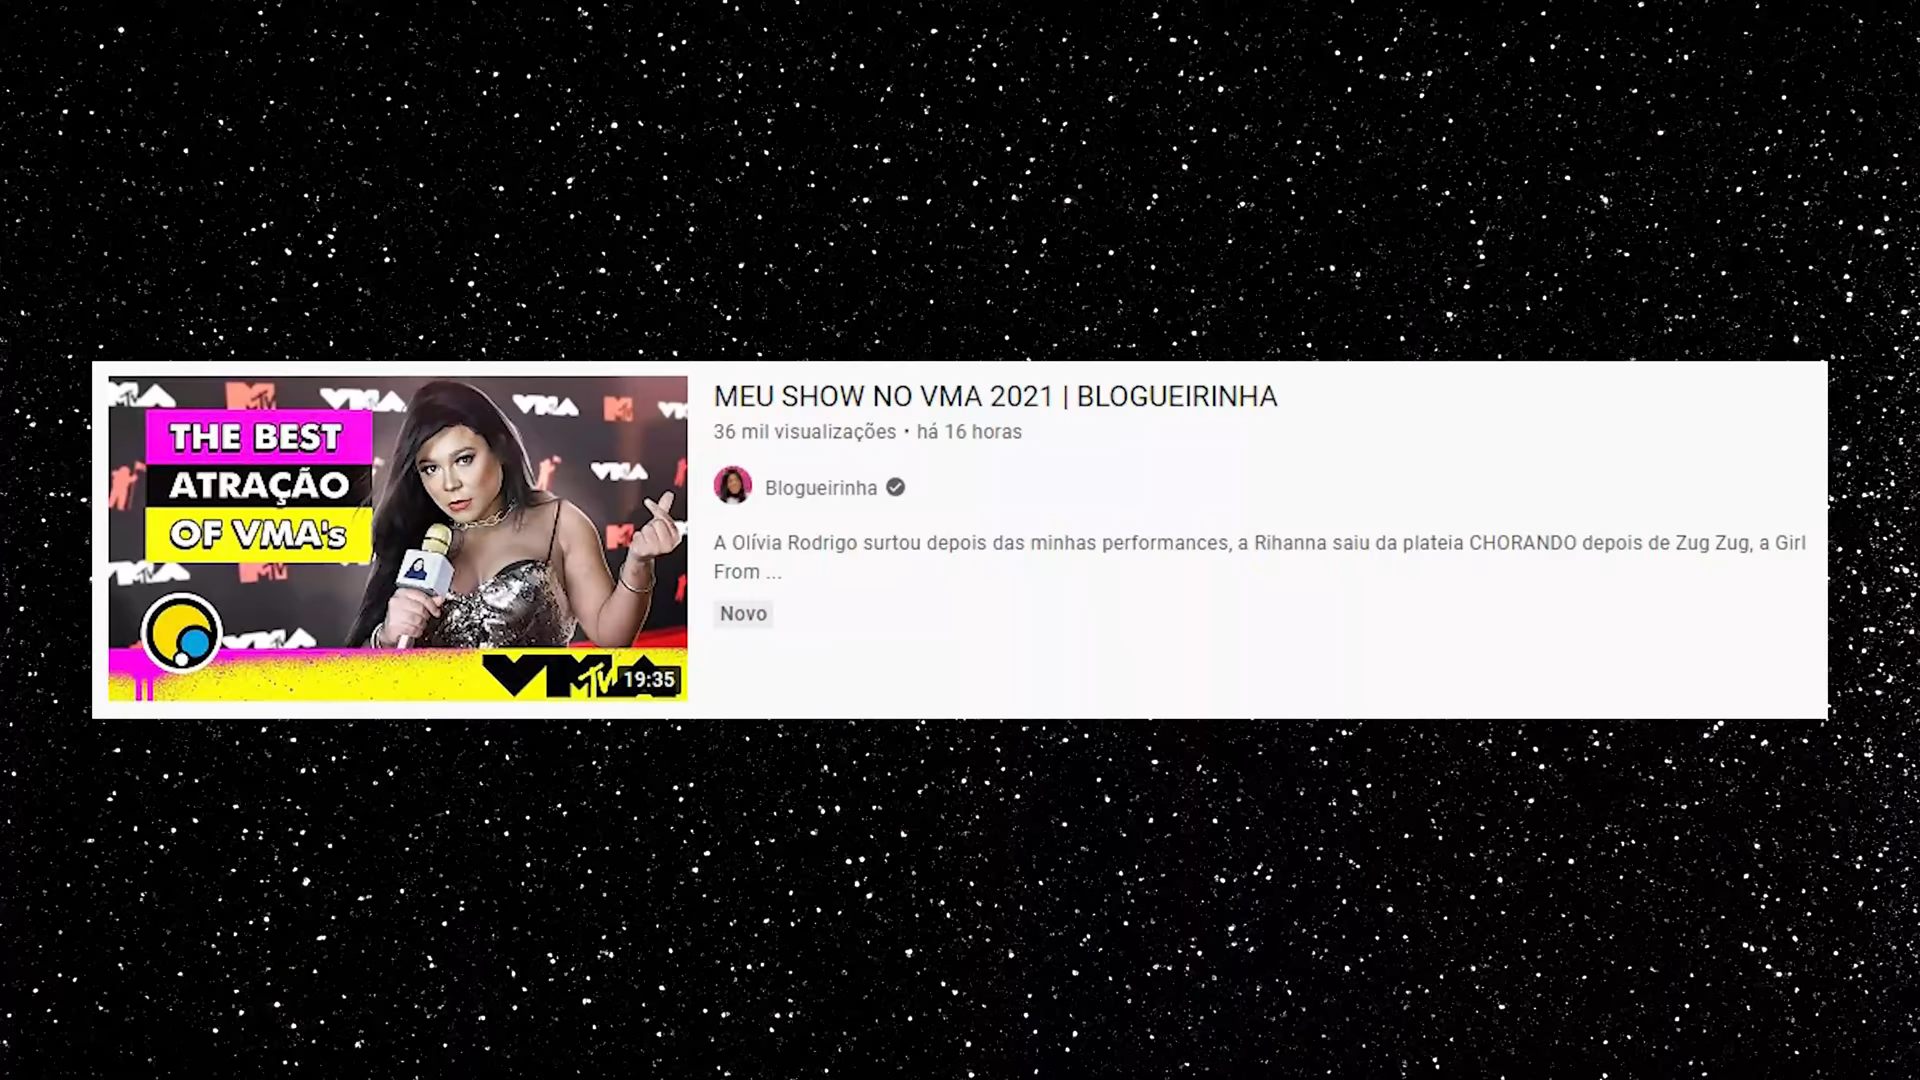 THE BEST
ATRAÇÃO
OF VMA's
VMA
MTV
19:35
MEU SHOW NO VMA 2021 | BLOGUEIRINHA
36 mil visualizações • há 16 horas
Blogueirinha
A Olívia Rodrigo surtou depois das minhas performances, a Rihanna saiu da plateia CHORANDO depois de Zug Zug, a Girl
From ...
Novo